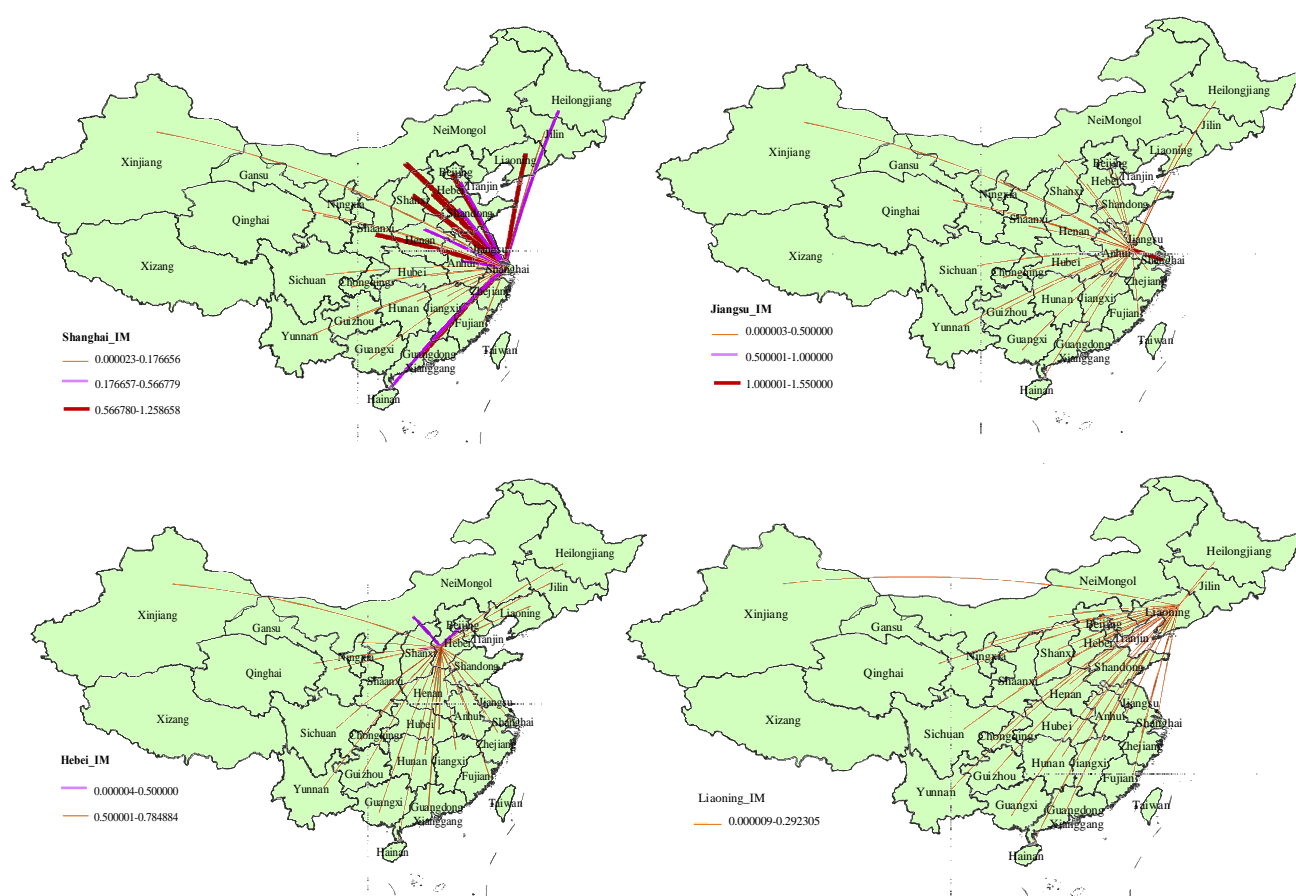 Heilongjiang
NeiMongol
Jilin
Xinjiang
Gansu
Liaoning
Beijing
Tianjin
Hebei
Ningxia
Shanxi
Shandong
Qinghai
Shaanxi
Henan
Jiangsu
Xizang
Anhui
Shanghai
Sichuan
Hubei
Chongqing
Zhejiang
Hunan
Jiangxi
Guizhou
Fujian
Yunnan
Guangxi
Guangdong
Taiwan
Xianggang
Hainan
Shanghai_IM
0.000023-0.176656
0.176657-0.566779
0.566780-1.258658
Heilongjiang
NeiMongol
Jilin
Xinjiang
Gansu
Liaoning
Beijing
Tianjin
Hebei
Ningxia
Shanxi
Shandong
Qinghai
Shaanxi
Henan
Jiangsu
Xizang
Anhui
Shanghai
Sichuan
Hubei
Chongqing
Zhejiang
Hunan
Jiangxi
Guizhou
Fujian
Yunnan
Guangxi
Guangdong
Taiwan
Xianggang
Hainan
Jiangsu_IM
0.000003-0.500000
0.500001-1.000000
1.000001-1.550000
Heilongjiang
NeiMongol
Jilin
Xinjiang
Gansu
Liaoning
Beijing
Tianjin
Hebei
Ningxia
Shanxi
Shandong
Qinghai
Shaanxi
Henan
Jiangsu
Xizang
Anhui
Shanghai
Sichuan
Hubei
Chongqing
Zhejiang
Hunan
Jiangxi
Guizhou
Fujian
Yunnan
Guangxi
Guangdong
Taiwan
Xianggang
Hainan
Hebei_IM
0.000004-0.500000
0.500001-0.784884
Heilongjiang
NeiMongol
Jilin
Xinjiang
Gansu
Liaoning
Beijing
Tianjin
Hebei
Ningxia
Shanxi
Shandong
Qinghai
Shaanxi
Henan
Jiangsu
Xizang
Anhui
Shanghai
Sichuan
Hubei
Chongqing
Zhejiang
Hunan
Jiangxi
Guizhou
Fujian
Yunnan
Guangxi
Guangdong
Taiwan
Xianggang
Hainan
Liaoning_IM
0.000009-0.292305